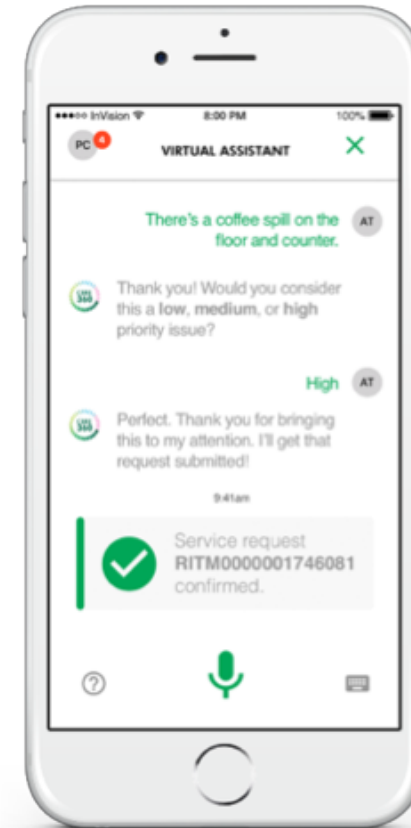 InVision 8:00 PM 100%
PC 4 VIRTUAL ASSISTANT
There's a coffee spill on the AT
floor and counter.
Thank you! Would you consider
this a low, medium, or high
priority issue?
High AT
Perfect. Thank you for bringing
this to my attention. I'll get that
request submitted!
9:41am
Service request
RITM0000001746081
confirmed.
?